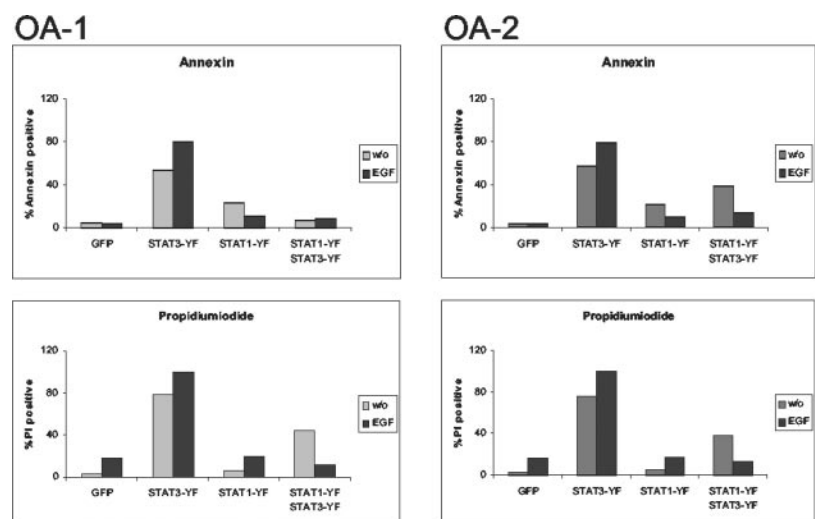 OA-1
OA-2
Annexin
120
80
40
0
% Annexin positive
GFP
STAT3-YF
STAT1-YF
STAT1-YF
STAT3-YF
w/o
EGF
Annexin
120
80
40
0
% Annexin positive
GFP
STAT3-YF
STAT1-YF
STAT1-YF
STAT3-YF
w/o
EGF
Propidiumiodide
120
80
40
0
% PI positive
GFP
STAT3-YF
STAT1-YF
STAT1-YF
STAT3-YF
w/o
EGF
Propidiumiodide
120
80
40
0
% PI positive
GFP
STAT3-YF
STAT1-YF
STAT1-YF
STAT3-YF
w/o
EGF